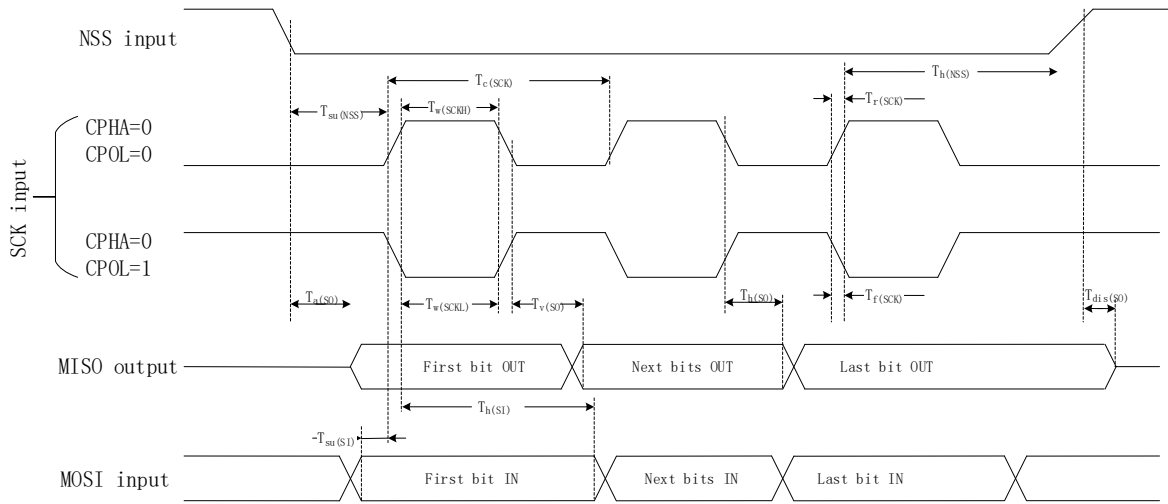 NSS input
Tc(SCK)
Th(NSS)
Tsu(NSS)
Tw(SCKH)
Tr(SCK)
CPHA=0
CPOL=0
SCK input
CPHA=0
CPOL=1
Ta(SO)
Tw(SCKL)
Tv(SO)
Th(SO)
Tf(SCK)
Tdis(SO)
MISO output
First bit OUT
Next bits OUT
Last bit OUT
Th(SI)
Tsu(SI)
MOSI input
First bit IN
Next bits IN
Last bit IN